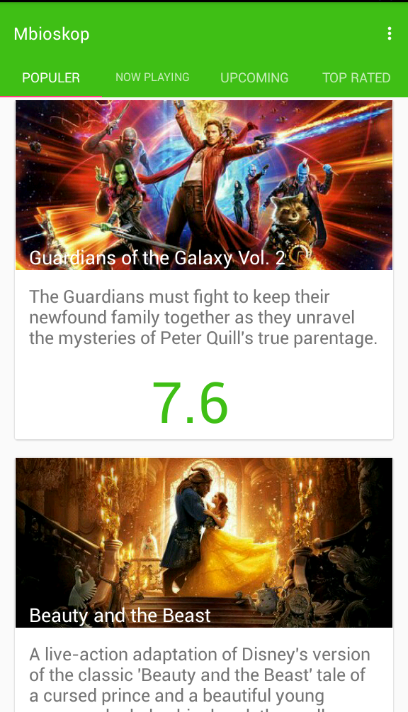 Mbioskop
POPULER
NOW PLAYING
UPCOMING
TOP RATED
Guardians of the Galaxy Vol. 2
The Guardians must fight to keep their
newfound family together as they unravel
the mysteries of Peter Quill's true parentage.
7.6
Beauty and the Beast
A live-action adaptation of Disney's version
of the classic 'Beauty and the Beast' tale of
a cursed prince and a beautiful young